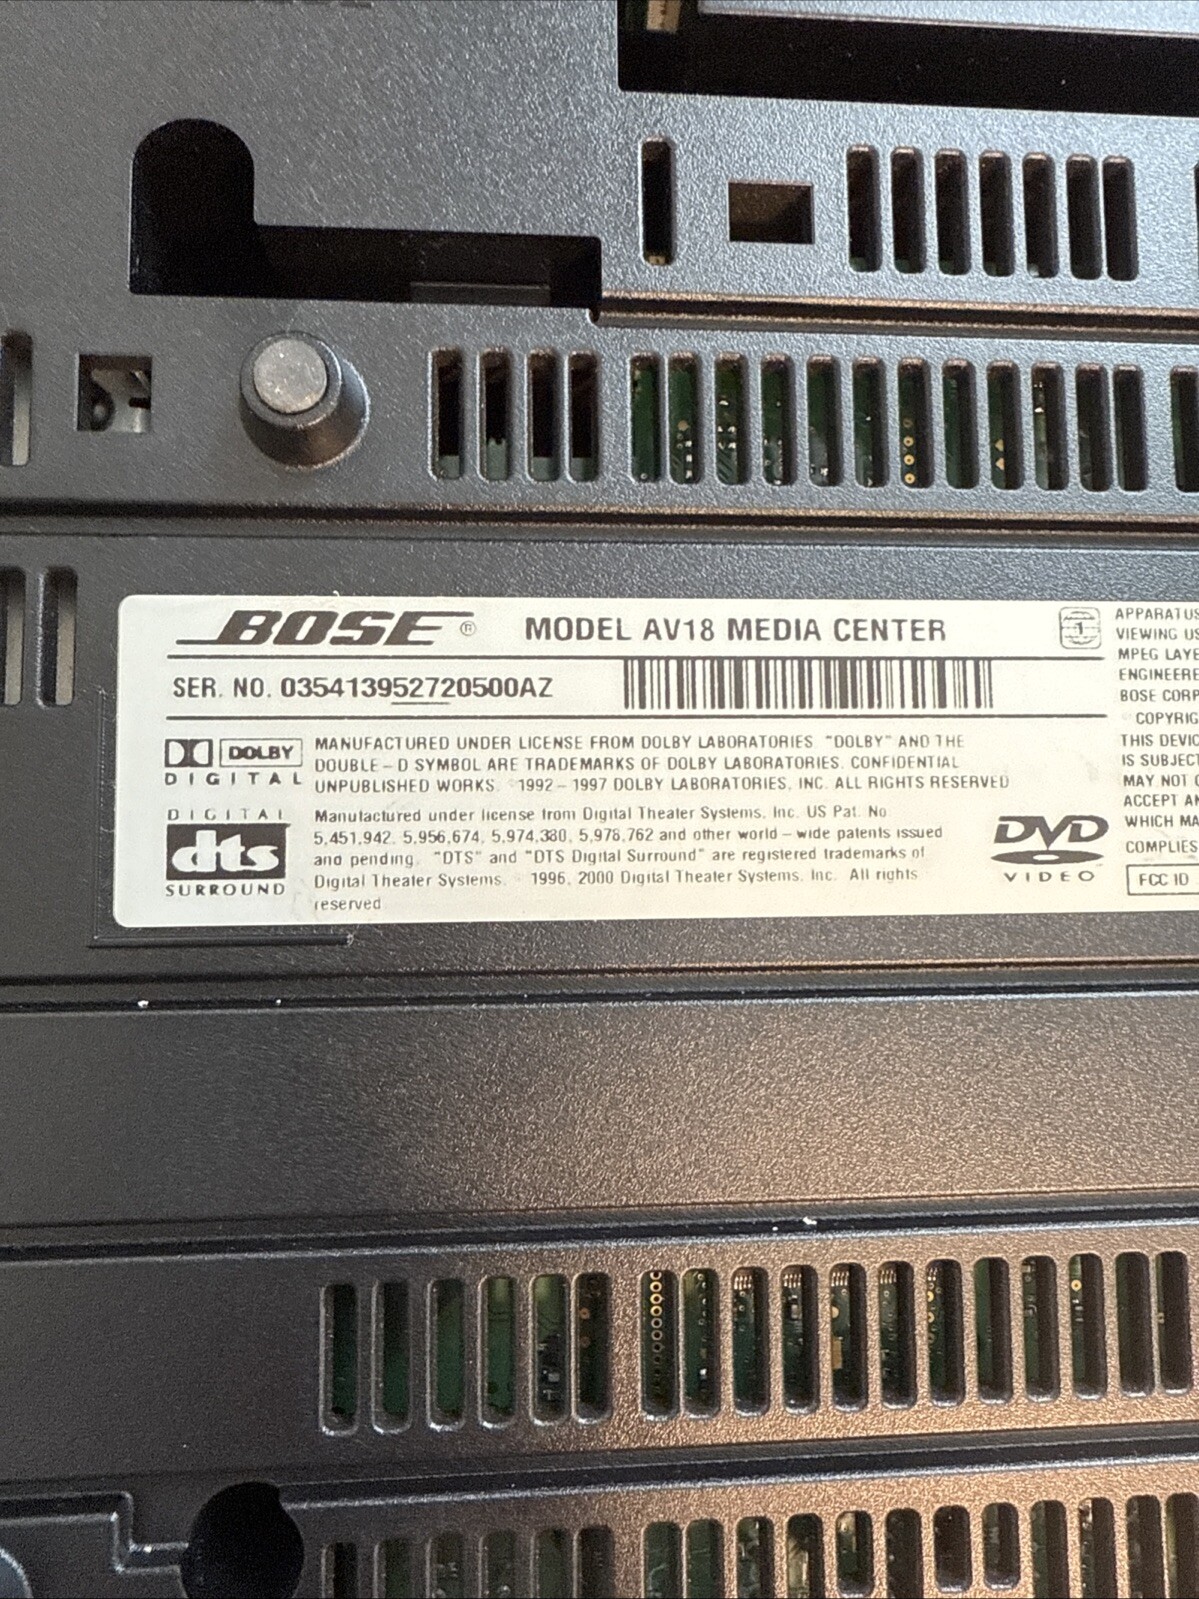 BOSE® MODEL AV18 MEDIA CENTER
SER. NO. 035413952720500AZ
DOLBY
DIGITAL
MANUFACTURED UNDER LICENSE FROM DOLBY LABORATORIES. "DOLBY" AND THE
DOUBLE-D SYMBOL ARE TRADEMARKS OF DOLBY LABORATORIES. CONFIDENTIAL
UNPUBLISHED WORKS. ©1992-1997 DOLBY LABORATORIES, INC. ALL RIGHTS RESERVED
DIGITAL
dts
SURROUND
Manufactured under license from Digital Theater Systems, Inc. US Pat. No.
5,451,942, 5,956,674, 5,974,380, 5,978,762 and other world-wide patents issued
and pending. "DTS" and "DTS Digital Surround" are registered trademarks of
Digital Theater Systems. © 1996, 2000 Digital Theater Systems, Inc. All rights
reserved
DVD
VIDEO
1
APPARATUS
VIEWING US
MPEG LAYE
ENGINEERE
BOSE CORP
COPYRIG
THIS DEVIC
IS SUBJECT
MAY NOT C
ACCEPT AN
WHICH MA
COMPLIES
FCC ID